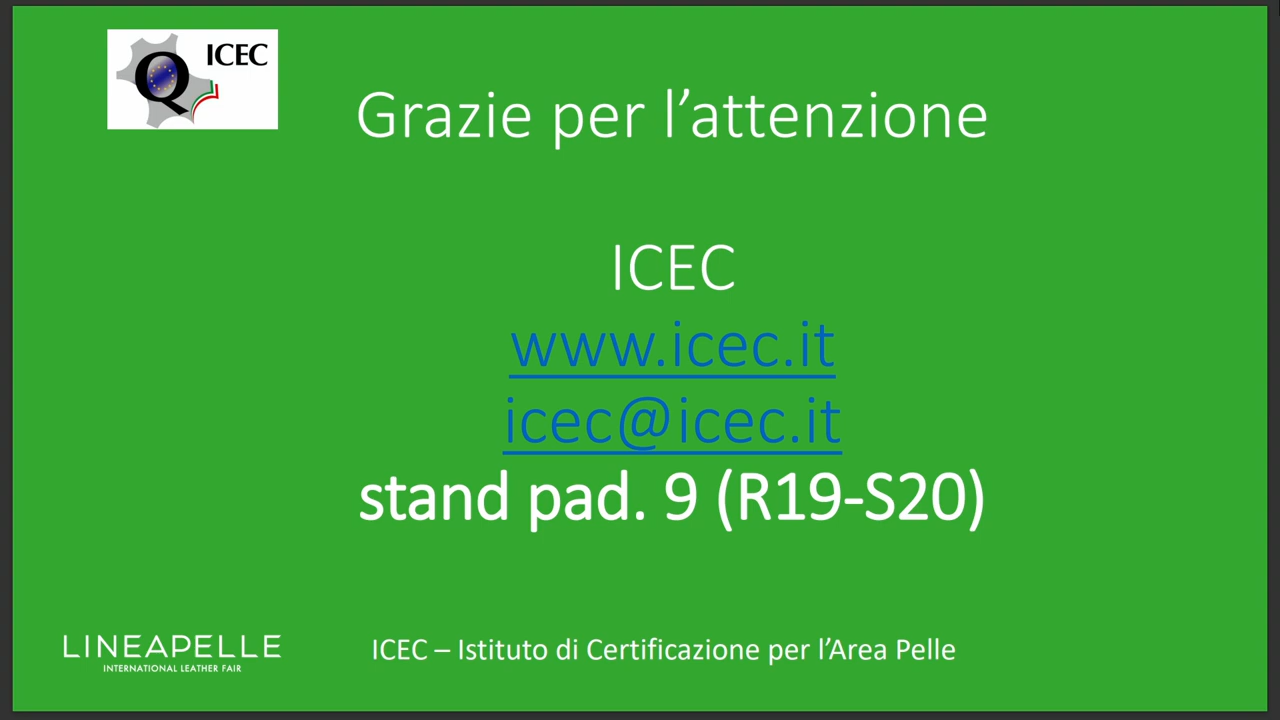 ICEC
Q
Grazie per l’attenzione
ICEC
www.icec.it
icec@icec.it
stand pad. 9 (R19-S20)
LINEAPELLE
INTERNATIONAL LEATHER FAIR
ICEC – Istituto di Certificazione per l’Area Pelle